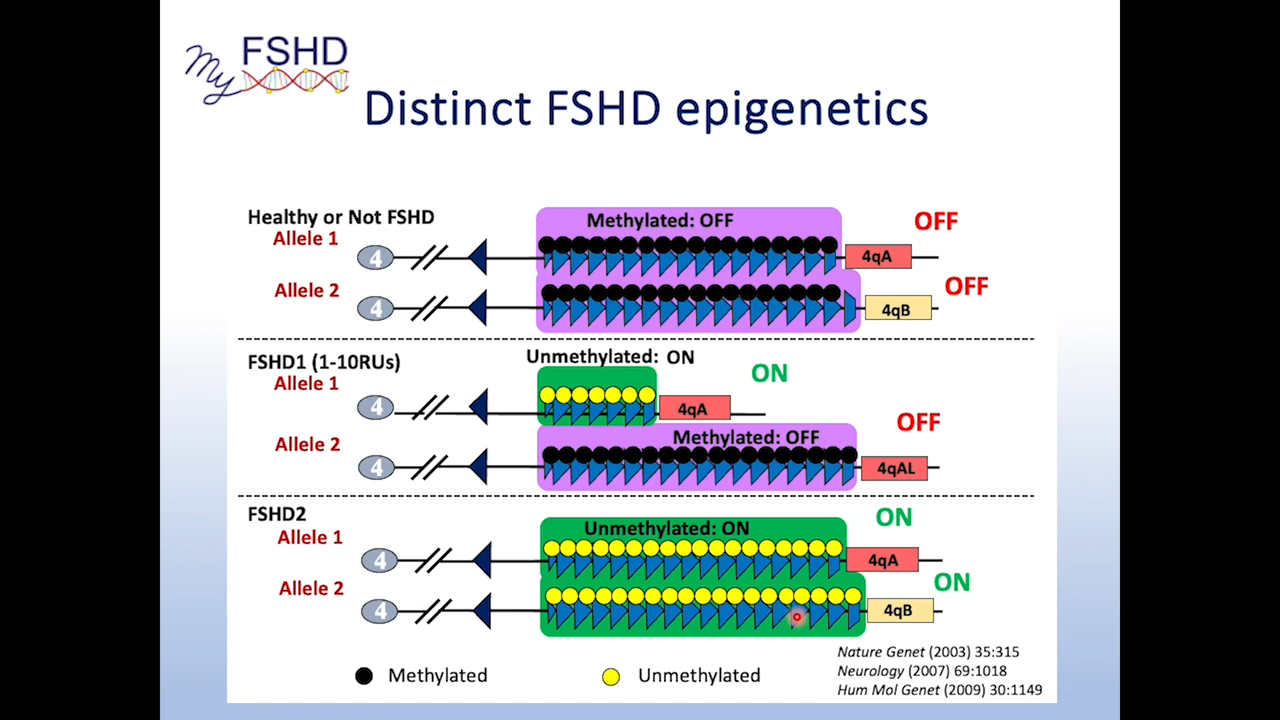 My FSHD
Distinct FSHD epigenetics
Healthy or Not FSHD
Methylated: OFF
OFF
Allele 1
4
4qA
Allele 2
4
4qB
OFF
FSHD1 (1-10RUs)
Unmethylated: ON
ON
Allele 1
4
4qA
OFF
Allele 2
Methylated: OFF
4
4qAL
FSHD2
Unmethylated: ON
ON
Allele 1
4
4qA
ON
Allele 2
4
4qB
Methylated
Unmethylated
Nature Genet (2003) 35:315
Neurology (2007) 69:1018
Hum Mol Genet (2009) 30:1149